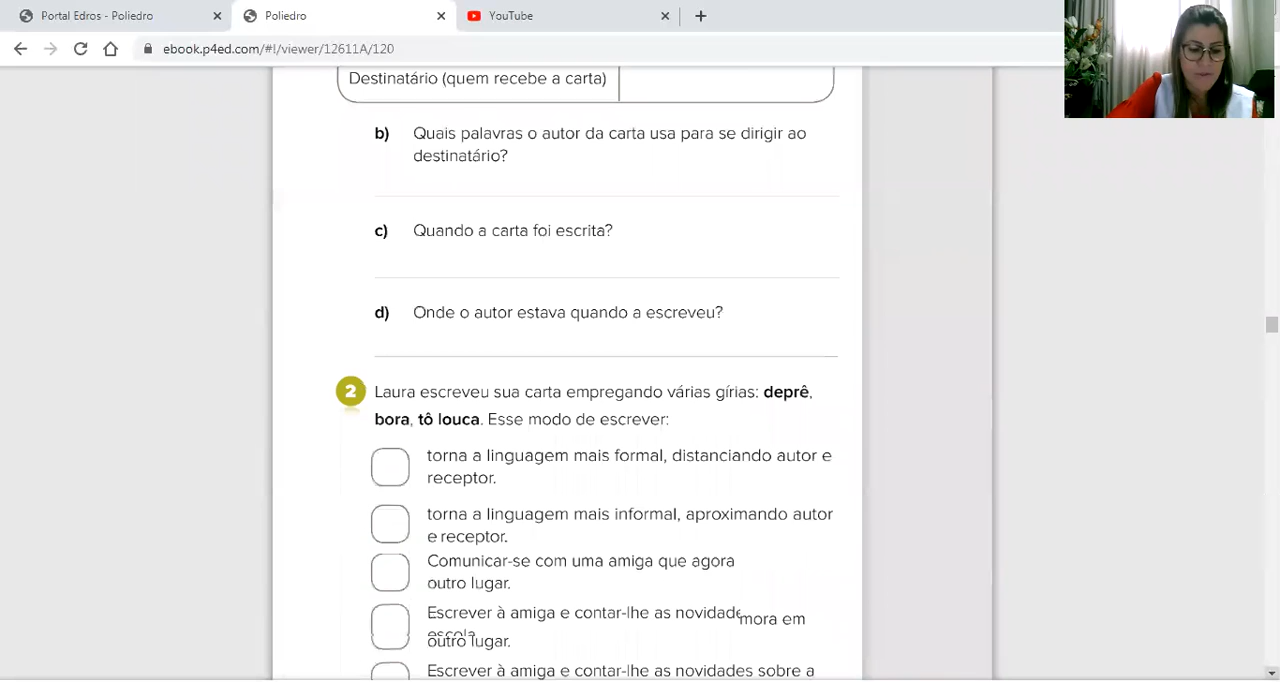 Portal Edros - Poliedro
Poliedro
YouTube
ebook.p4ed.com/#!/viewer/12611A/120
Destinatário (quem recebe a carta)
b) Quais palavras o autor da carta usa para se dirigir ao
destinatário?
c) Quando a carta foi escrita?
d) Onde o autor estava quando a escreveu?
2 Laura escreveu sua carta empregando várias gírias: deprê,
bora, tô louca. Esse modo de escrever:
torna a linguagem mais formal, distanciando autor e
receptor.
torna a linguagem mais informal, aproximando autor
e receptor.
Comunicar-se com uma amiga que agora
outro lugar.
Escrever à amiga e contar-lhe as novidade
mora em
escola
outro lugar.
Escrever à amiga e contar-lhe as novidades sobre a